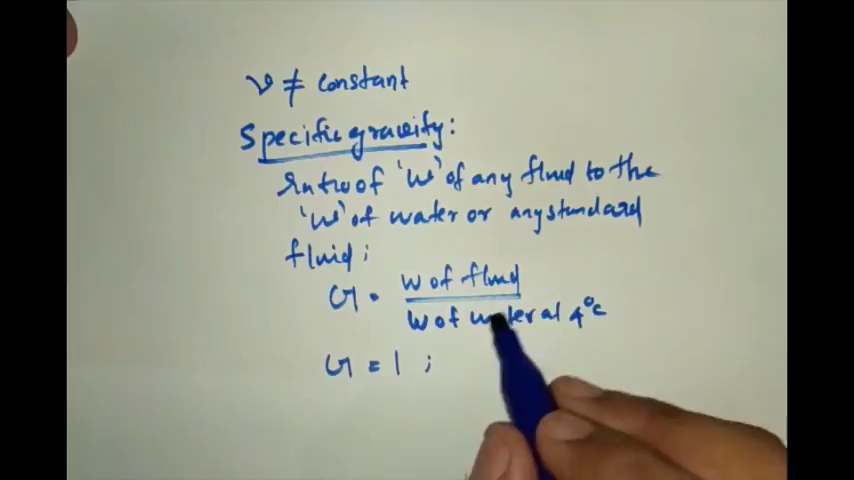 ν ≠ constant
Specific gravity:
Ratio of 'w' of any fluid to the
'w' of water or any standard
fluid;
G = w of fluid / w of water at 4°c
G = 1 ;